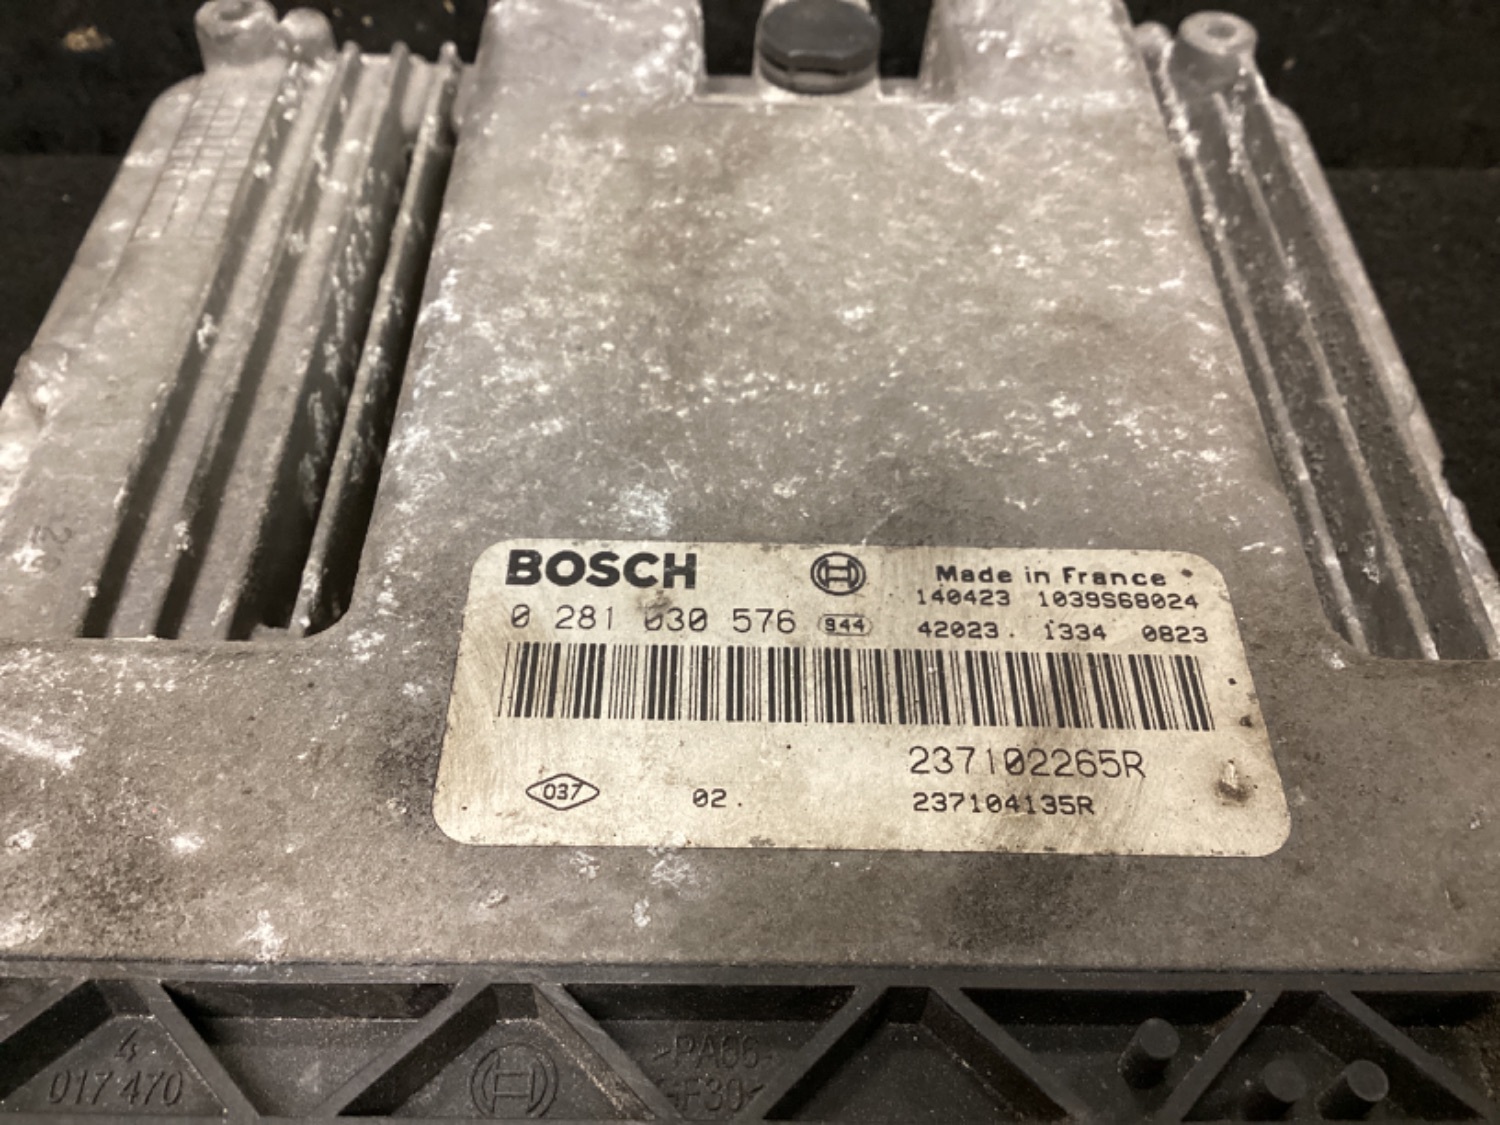 BOSCH
Made in France
140423 1039S68024
0 281 030 576 944
42023. 1334 0823
237102265R
037 02. 237104135R
4
017 470
>PA66-
GF30<